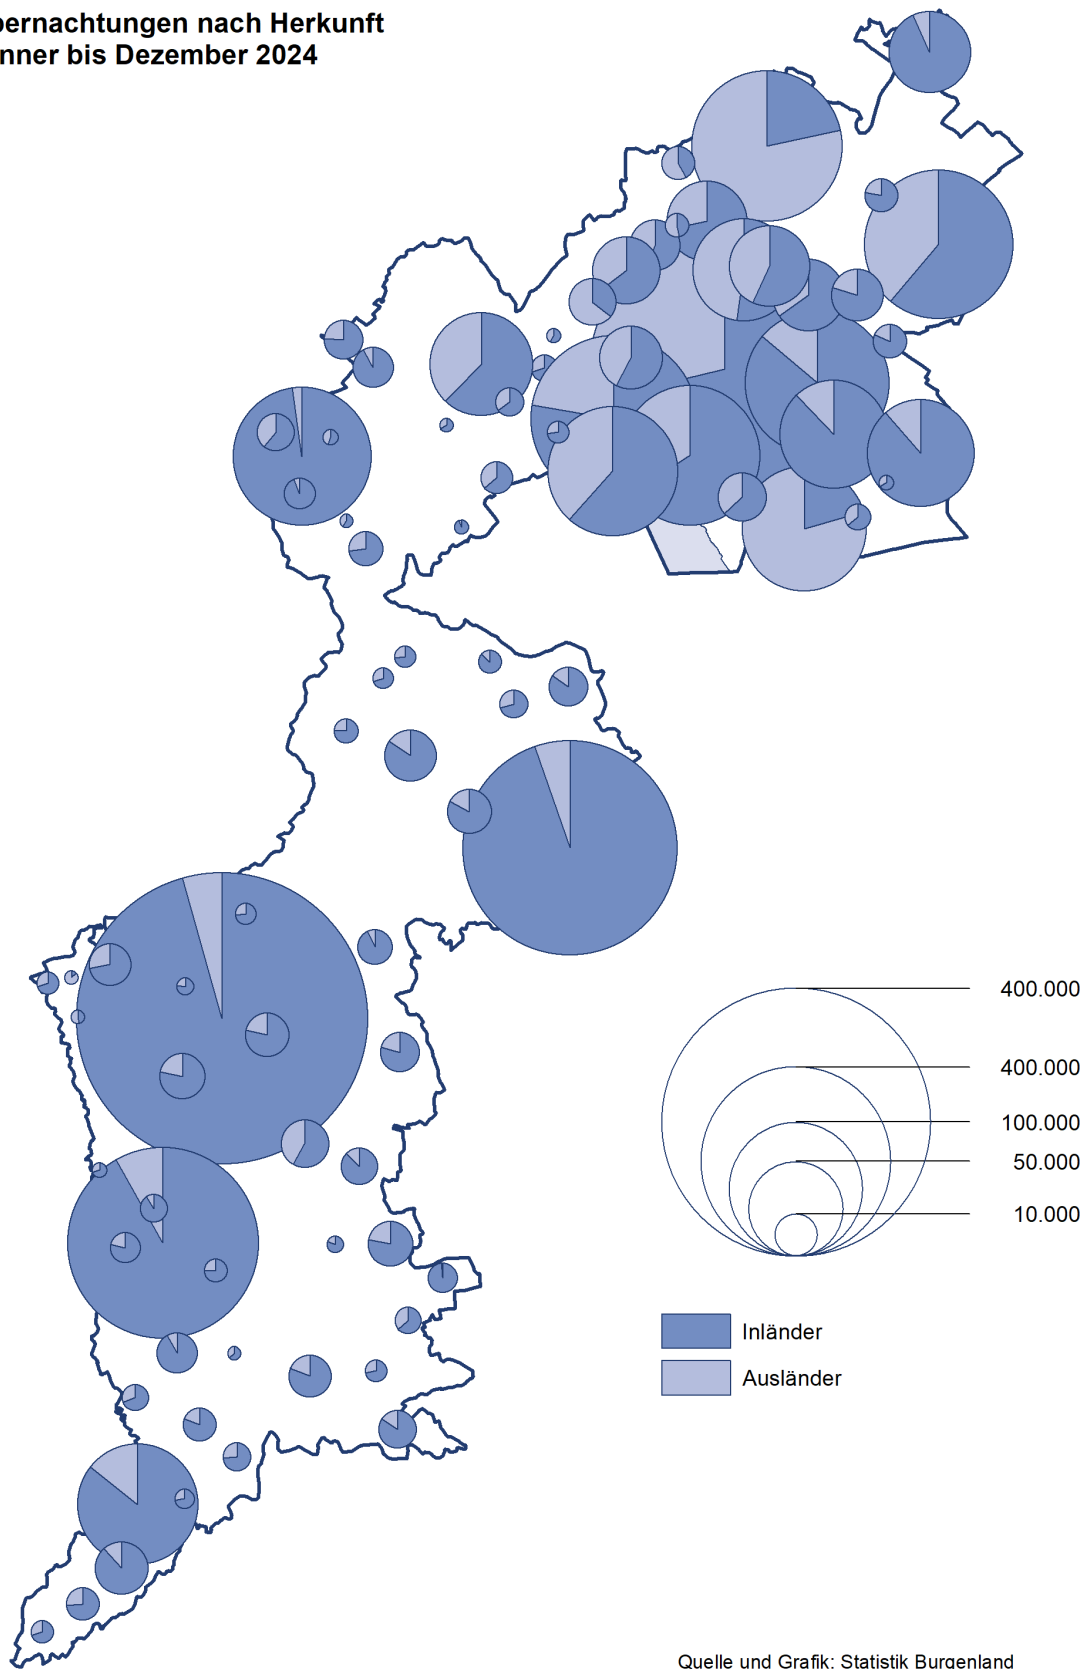 bernachtungen nach Herkunft
nner bis Dezember 2024
400.000
400.000
100.000
50.000
10.000
Inländer
Ausländer
Quelle und Grafik: Statistik Burgenland